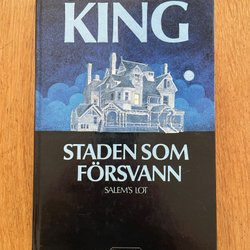 KING
STADEN SOM
FÖRSVANN
SALEM'S LOT